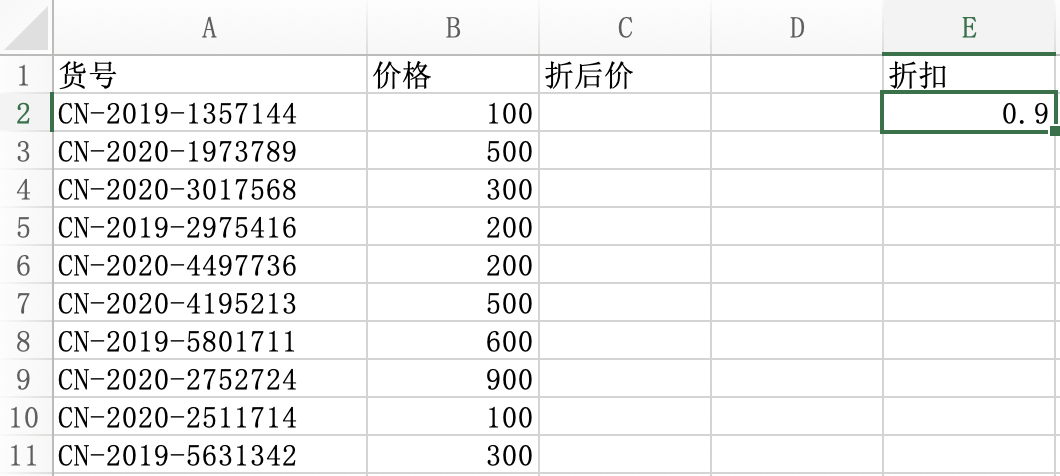 A B C D E
1 货号 价格 折后价 折扣
2 CN-2019-1357144 100 0.9
3 CN-2020-1973789 500
4 CN-2020-3017568 300
5 CN-2019-2975416 200
6 CN-2020-4497736 200
7 CN-2020-4195213 500
8 CN-2019-5801711 600
9 CN-2020-2752724 900
10 CN-2020-2511714 100
11 CN-2019-5631342 300